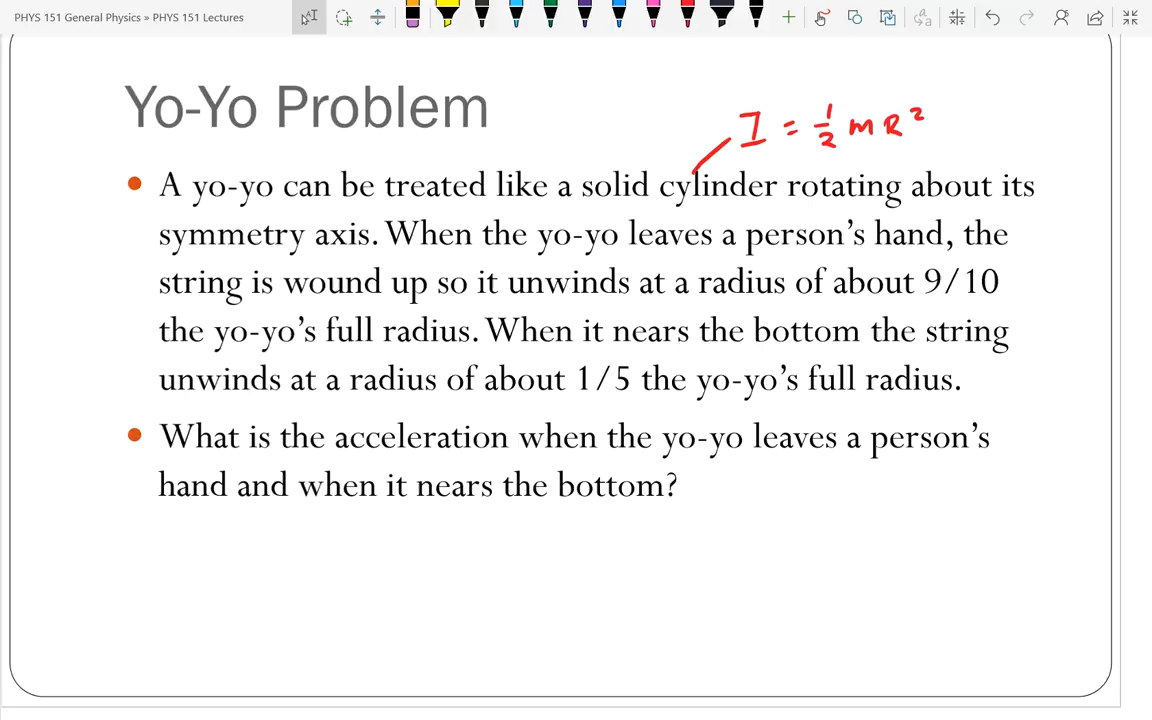 PHYS 151 General Physics » PHYS 151 Lectures
Yo-Yo Problem
I = 1/2 m R²
• A yo-yo can be treated like a solid cylinder rotating about its
symmetry axis. When the yo-yo leaves a person's hand, the
string is wound up so it unwinds at a radius of about 9/10
the yo-yo's full radius. When it nears the bottom the string
unwinds at a radius of about 1/5 the yo-yo's full radius.
• What is the acceleration when the yo-yo leaves a person's
hand and when it nears the bottom?